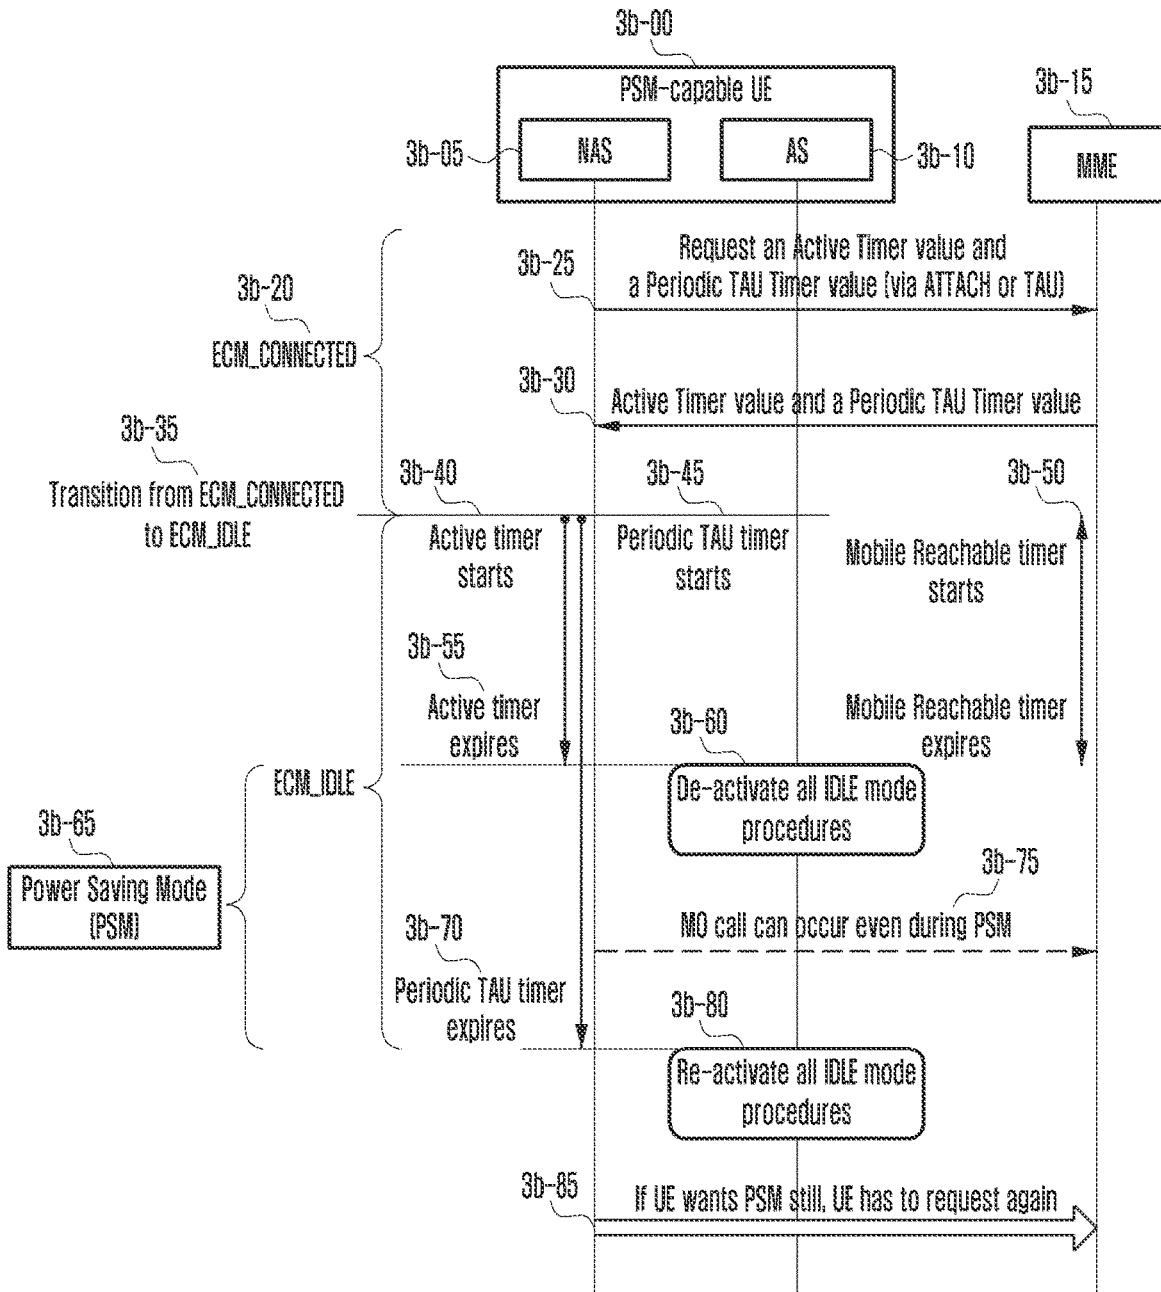 3b-00
PSM-capable UE
3b-15
3b-05
NAS
AS
3b-10
MME
Request an Active Timer value and
3b-25
a Periodic TAU Timer value (via ATTACH or TAU)
3b-20
ECM_CONNECTED
3b-30
Active Timer value and a Periodic TAU Timer value
3b-35
Transition from ECM_CONNECTED
to ECM_IDLE
3b-40
3b-45
3b-50
Active timer
starts
Periodic TAU timer
starts
Mobile Reachable timer
starts
3b-55
Active timer
expires
Mobile Reachable timer
expires
3b-60
ECM_IDLE
De-activate all IDLE mode
procedures
3b-65
Power Saving Mode
(PSM)
3b-75
MO call can occur even during PSM
3b-70
Periodic TAU timer
expires
3b-80
Re-activate all IDLE mode
procedures
3b-85
If UE wants PSM still, UE has to request again